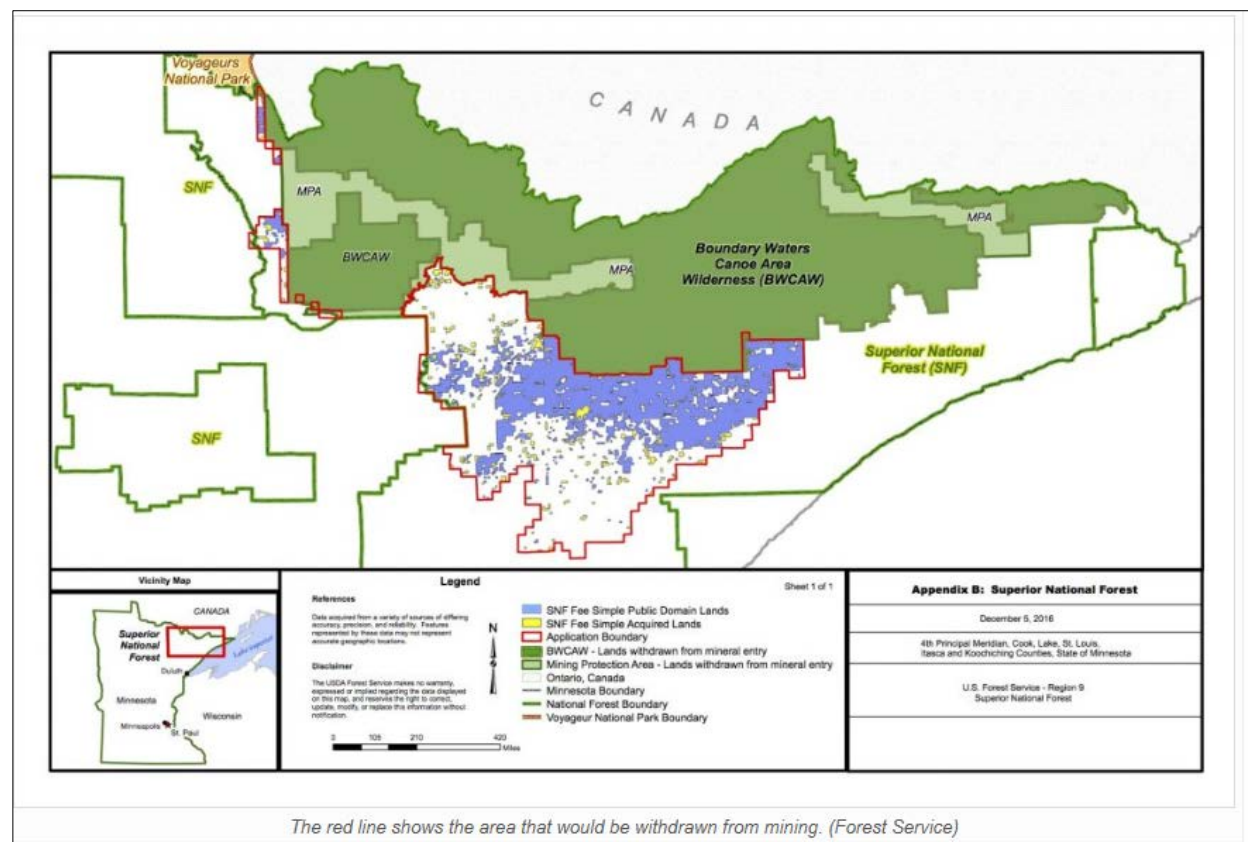 Voyageurs
National Park
CANADA
SNF
MPA
BWCAW
MPA
MPA
Boundary Waters
Canoe Area
Wilderness (BWCAW)
Superior National
Forest (SNF)
SNF
Vicinity Map
CANADA
Superior
National
Forest
Lake Superior
Duluth
Minnesota
Wisconsin
Minneapolis
St. Paul
Legend
Sheet 1 of 1
References
Data acquired from a variety of sources of differing
accuracy, precision, and reliability. Features
represented by these data may not represent
accurate geographic locations.
Disclaimer
The USDA Forest Service makes no warranty,
expressed or implied regarding the data displayed
on this map, and reserves the right to correct,
update, modify, or replace this information without
notification.
N
0 105 210 420
Miles
SNF Fee Simple Public Domain Lands
SNF Fee Simple Acquired Lands
Application Boundary
BWCAW - Lands withdrawn from mineral entry
Mining Protection Area - Lands withdrawn from mineral entry
Ontario, Canada
Minnesota Boundary
National Forest Boundary
Voyageur National Park Boundary
Appendix B: Superior National Forest
December 5, 2016
4th Principal Meridian, Cook, Lake, St. Louis,
Itasca and Koochiching Counties, State of Minnesota
U.S. Forest Service - Region 9
Superior National Forest
The red line shows the area that would be withdrawn from mining. (Forest Service)